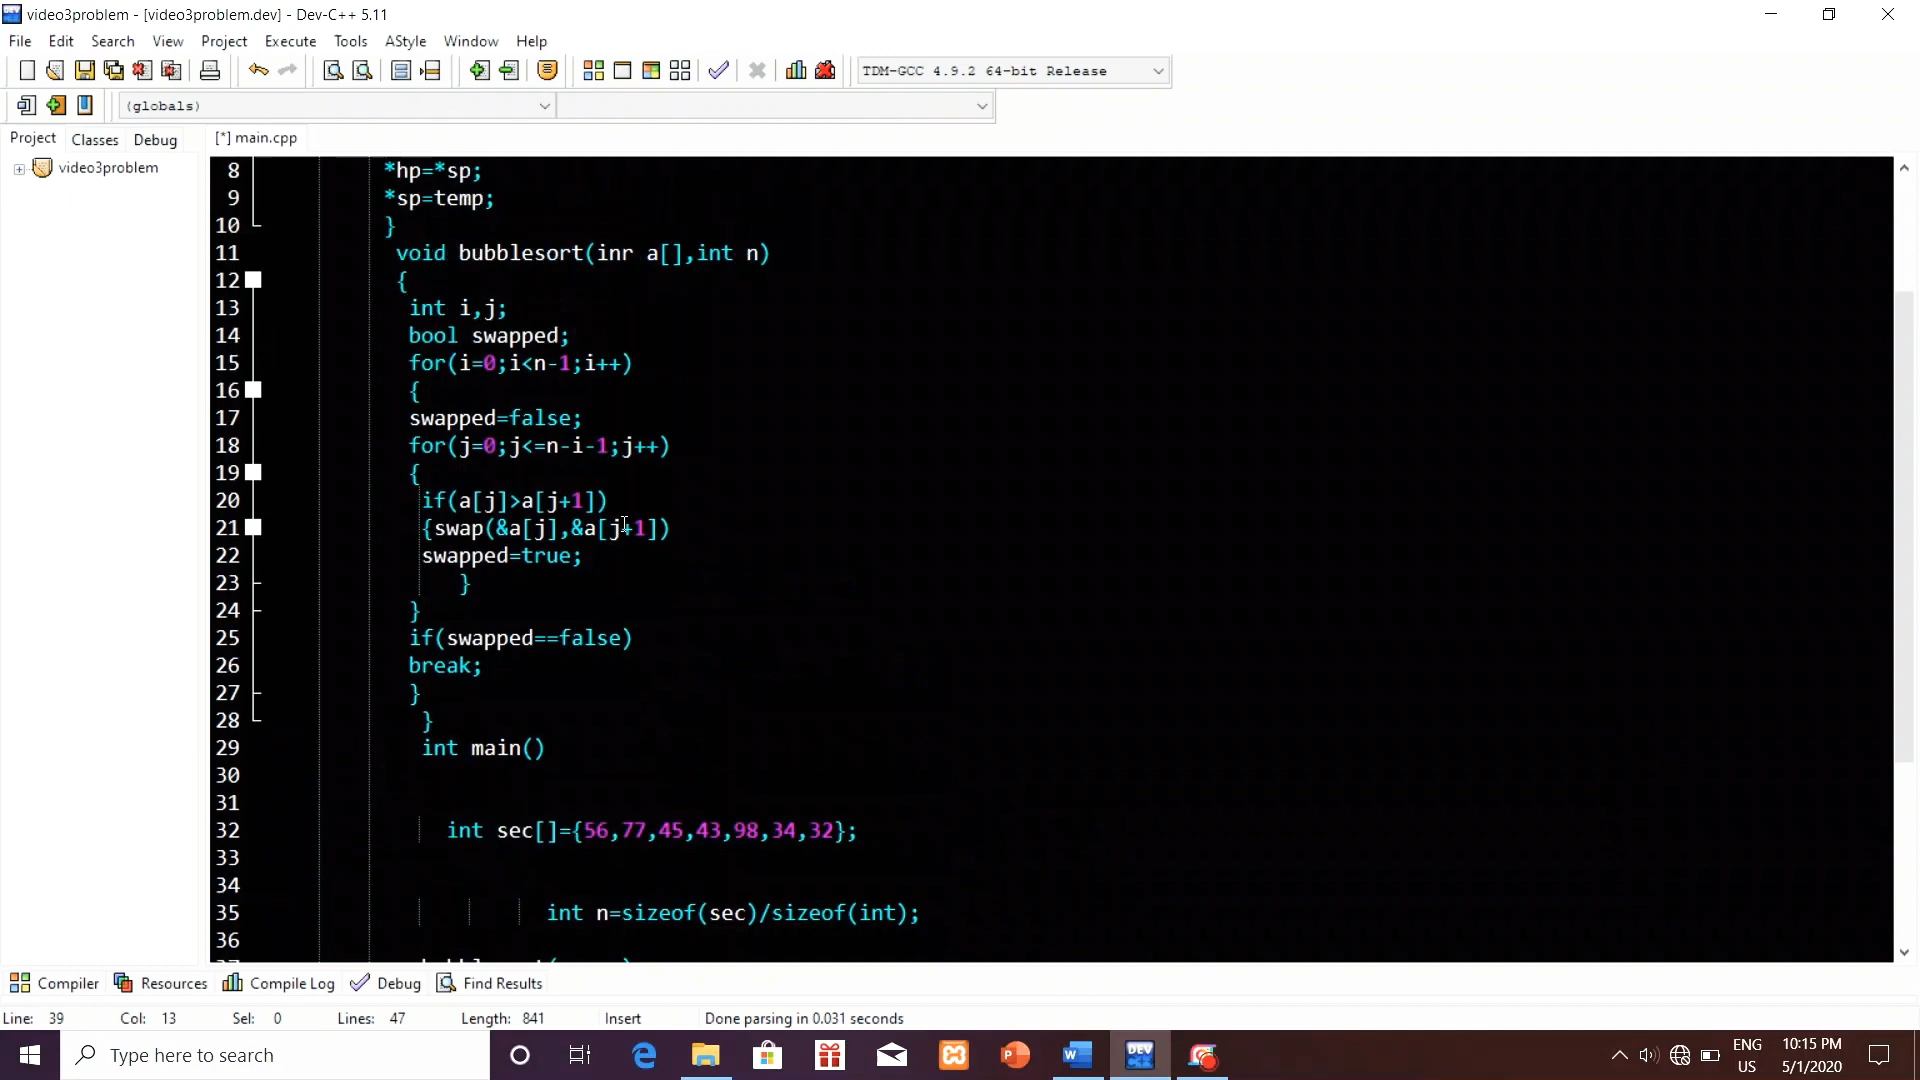 video3problem - [video3problem.dev] - Dev-C++ 5.11
File Edit Search View Project Execute Tools AStyle Window Help
TDM-GCC 4.9.2 64-bit Release
(globals)
Project Classes Debug [*] main.cpp
video3problem
8 *hp=*sp;
9 *sp=temp;
10 }
11 void bubblesort(inr a[],int n)
12 {
13 int i,j;
14 bool swapped;
15 for(i=0;i<n-1;i++)
16 {
17 swapped=false;
18 for(j=0;j<=n-i-1;j++)
19 {
20 if(a[j]>a[j+1])
21 {swap(&a[j],&a[j+1])
22 swapped=true;
23 }
24 }
25 if(swapped==false)
26 break;
27 }
28 }
29 int main()
30
31
32 int sec[]={56,77,45,43,98,34,32};
33
34
35 int n=sizeof(sec)/sizeof(int);
36
Compiler Resources Compile Log Debug Find Results
Line: 39 Col: 13 Sel: 0 Lines: 47 Length: 841 Insert Done parsing in 0.031 seconds
Type here to search
ENG
US
10:15 PM
5/1/2020